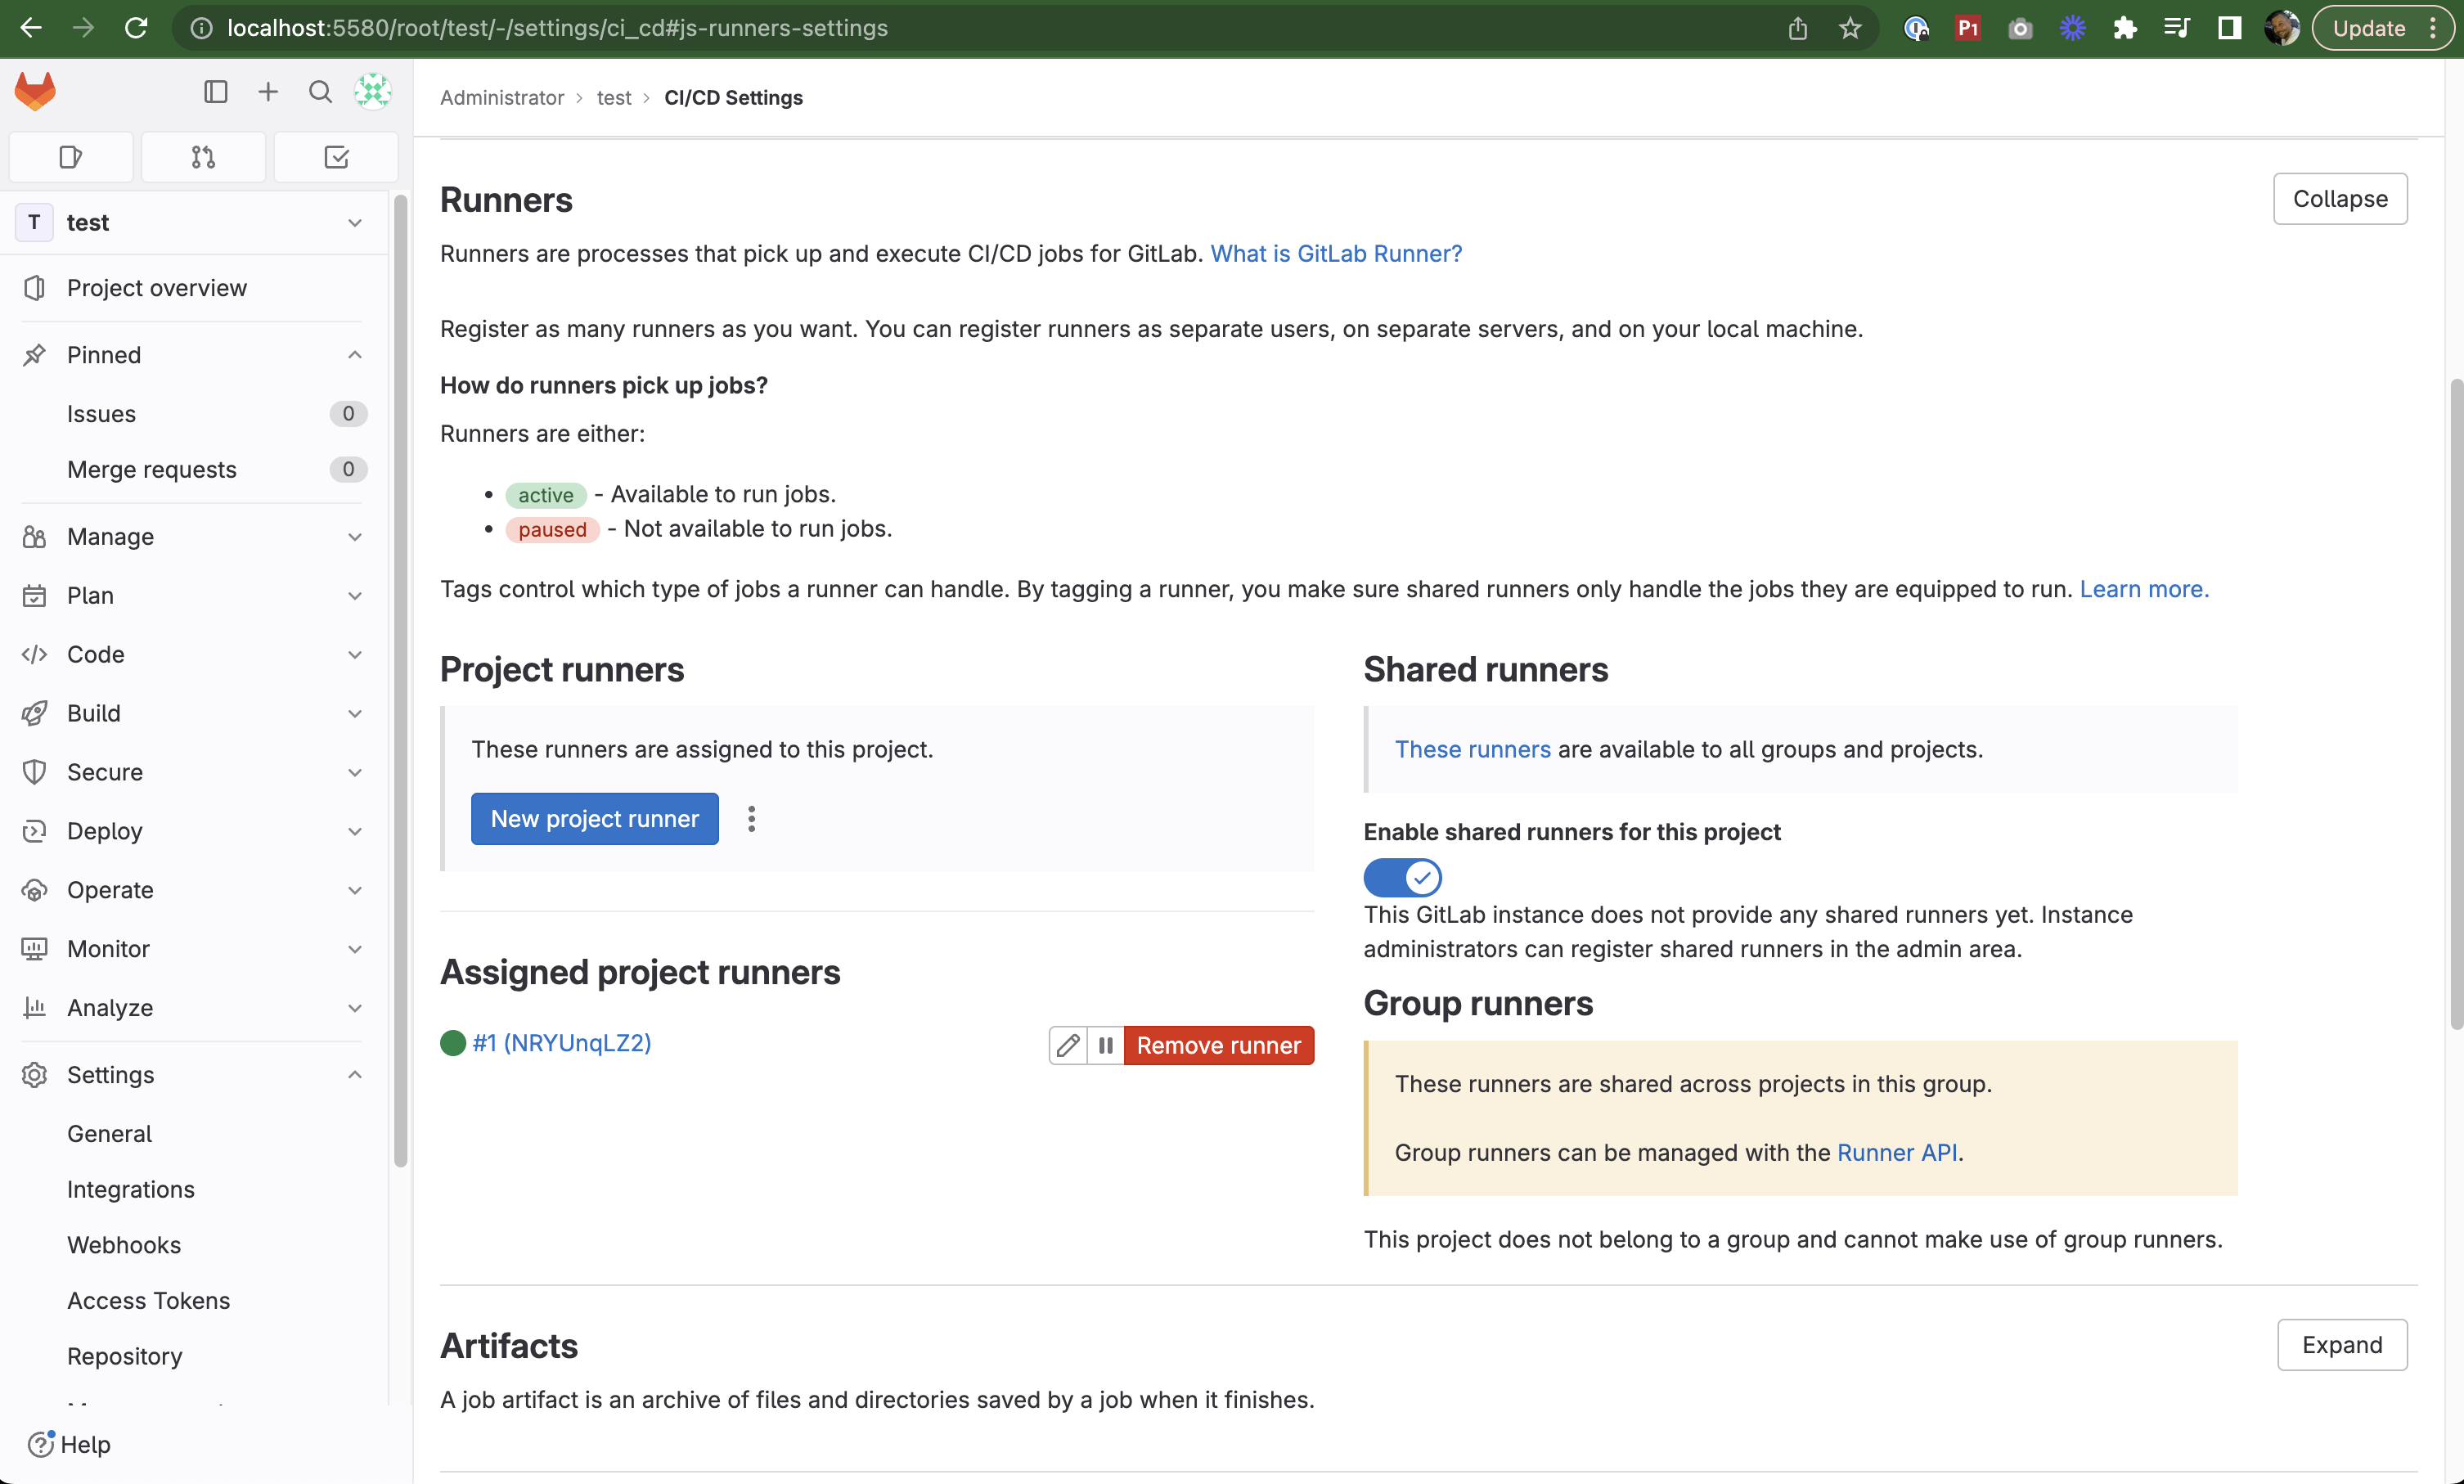 localhost:5580/root/test/-/settings/ci_cd#js-runners-settings
P1
Update
Administrator › test › CI/CD Settings
T test
Project overview
Pinned
Issues 0
Merge requests 0
Manage
Plan
Code
Build
Secure
Deploy
Operate
Monitor
Analyze
Settings
General
Integrations
Webhooks
Access Tokens
Repository
Help
Runners
Collapse
Runners are processes that pick up and execute CI/CD jobs for GitLab. What is GitLab Runner?
Register as many runners as you want. You can register runners as separate users, on separate servers, and on your local machine.
How do runners pick up jobs?
Runners are either:
• active - Available to run jobs.
• paused - Not available to run jobs.
Tags control which type of jobs a runner can handle. By tagging a runner, you make sure shared runners only handle the jobs they are equipped to run. Learn more.
Project runners
These runners are assigned to this project.
New project runner
Assigned project runners
#1 (NRYUnqLZ2)
Remove runner
Shared runners
These runners are available to all groups and projects.
Enable shared runners for this project
This GitLab instance does not provide any shared runners yet. Instance
administrators can register shared runners in the admin area.
Group runners
These runners are shared across projects in this group.
Group runners can be managed with the Runner API.
This project does not belong to a group and cannot make use of group runners.
Artifacts
Expand
A job artifact is an archive of files and directories saved by a job when it finishes.